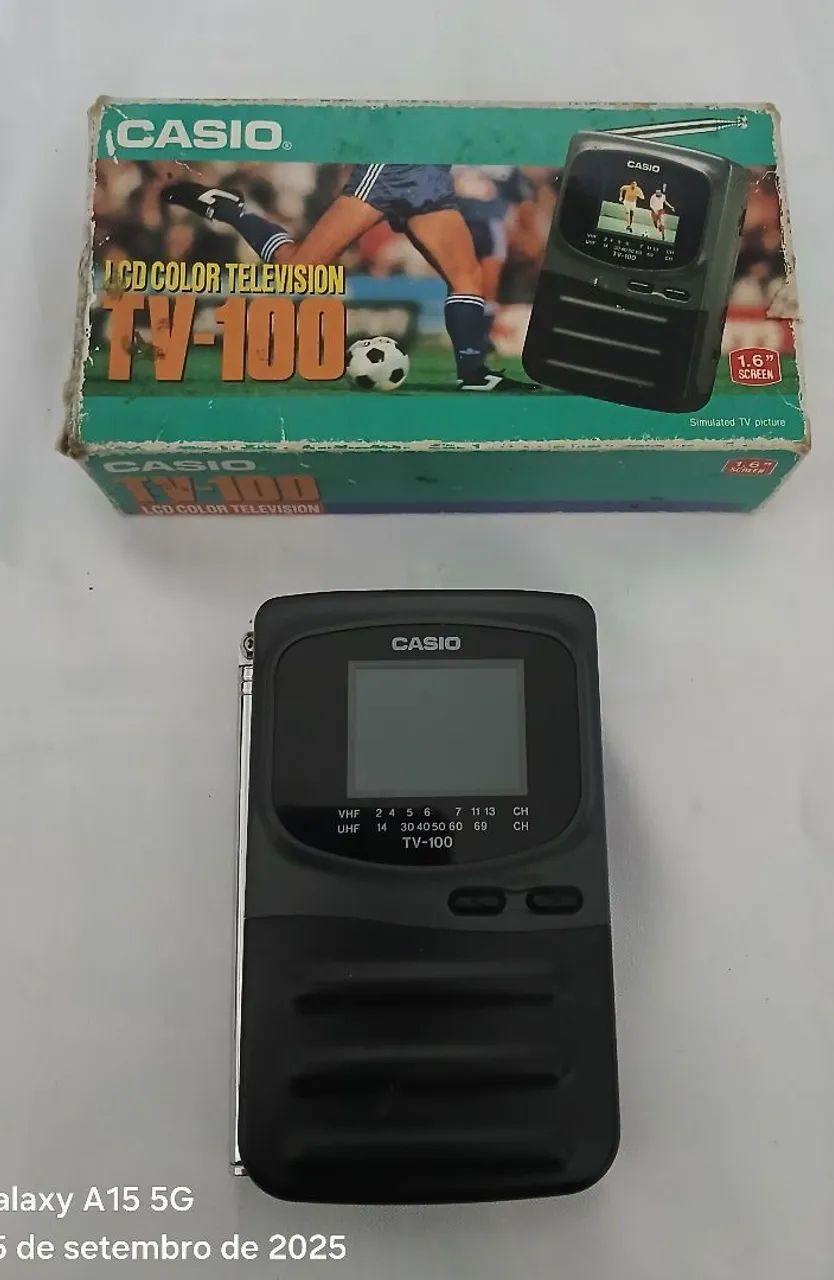 CASIO®
CASIO
VHF 2 4 5 6 7 11 13 CH
UHF 14 30 40 50 60 69 CH
TV-100
LCD COLOR TELEVISION
TV-100
1.6"
SCREEN
Simulated TV picture
CASIO
TV-100
LCD COLOR TELEVISION
1.6"
SCREEN
CASIO
VHF 2 4 5 6 7 11 13 CH
UHF 14 30 40 50 60 69 CH
TV-100
alaxy A15 5G
5 de setembro de 2025